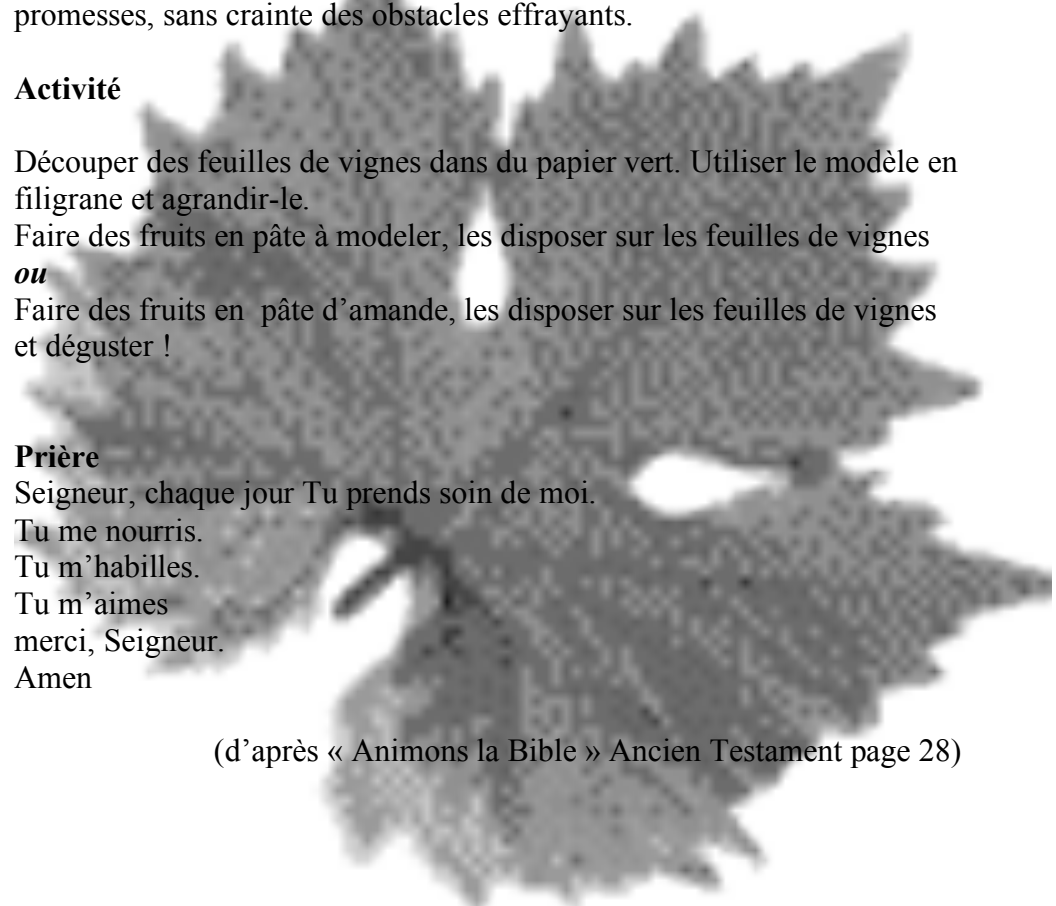 promesses, sans crainte des obstacles effrayants.
Activité
Découper des feuilles de vignes dans du papier vert. Utiliser le modèle en
filigrane et agrandir-le.
Faire des fruits en pâte à modeler, les disposer sur les feuilles de vignes
ou
Faire des fruits en  pâte d’amande, les disposer sur les feuilles de vignes
et déguster !
Prière
Seigneur, chaque jour Tu prends soin de moi.
Tu me nourris.
Tu m’habilles.
Tu m’aimes
merci, Seigneur.
Amen
(d’après « Animons la Bible » Ancien Testament page 28)